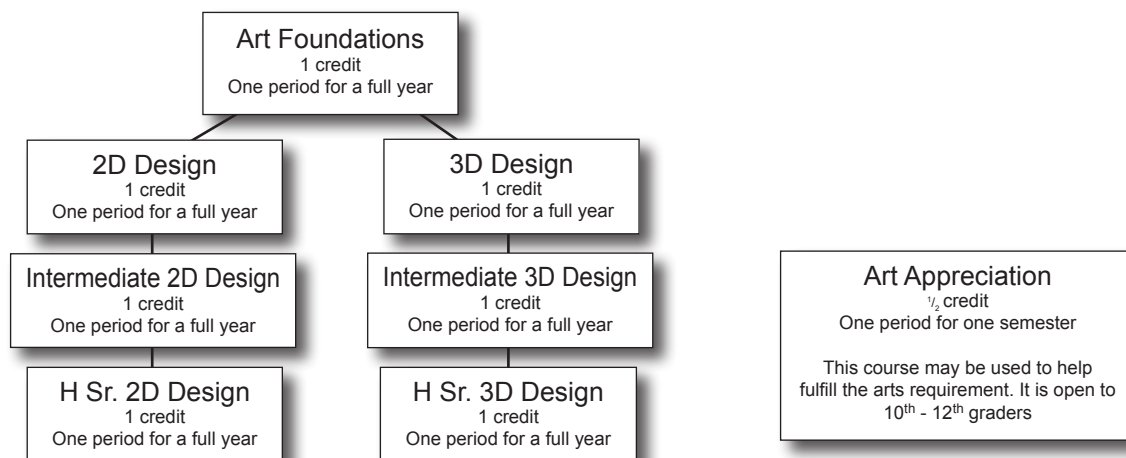 Art Foundations
1 credit
One period for a full year
2D Design
1 credit
One period for a full year
3D Design
1 credit
One period for a full year
Intermediate 2D Design
1 credit
One period for a full year
Intermediate 3D Design
1 credit
One period for a full year
H Sr. 2D Design
1 credit
One period for a full year
H Sr. 3D Design
1 credit
One period for a full year
Art Appreciation
1/2 credit
One period for one semester
This course may be used to help
fulfill the arts requirement. It is open to
10th - 12th graders